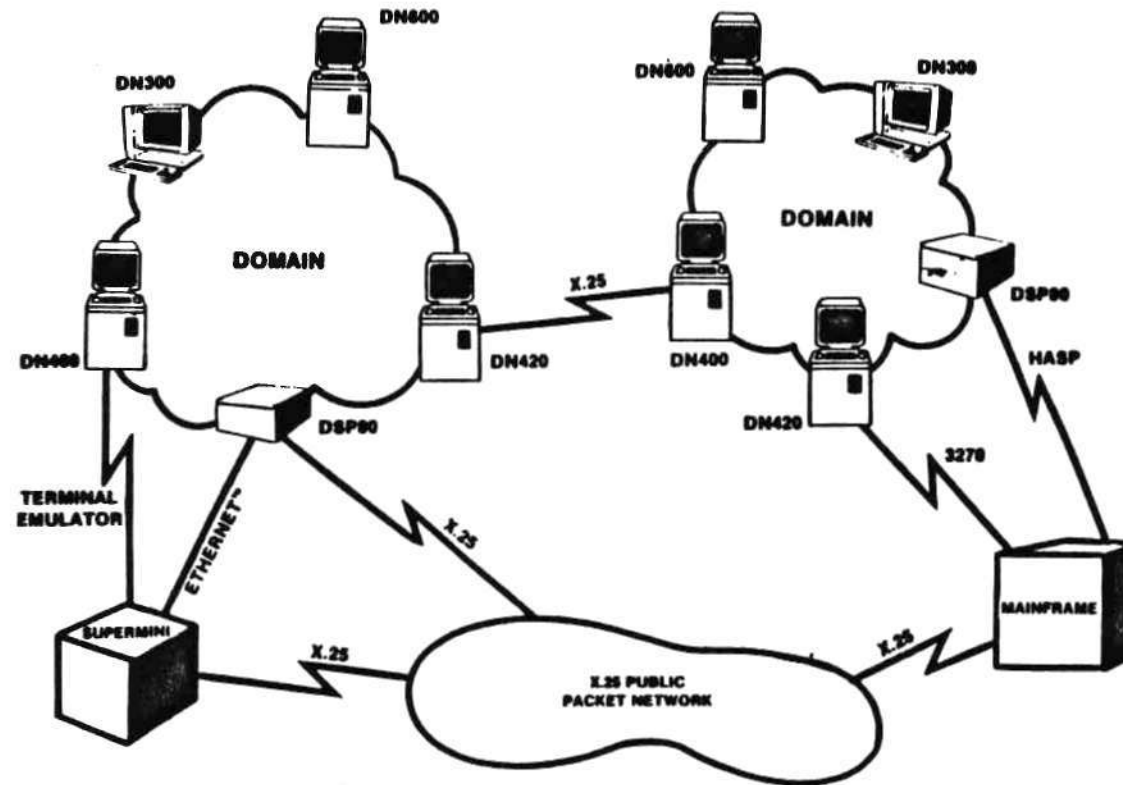 DN600
DN300
DOMAIN
DN400
DN420
DSP90
X.25
DN600
DN300
DOMAIN
DSP90
DN400
DN420
HASP
3270
TERMINAL
EMULATOR
ETHERNET™
X.25
SUPERMINI
X.25
X.25 PUBLIC
PACKET NETWORK
X.25
MAINFRAME